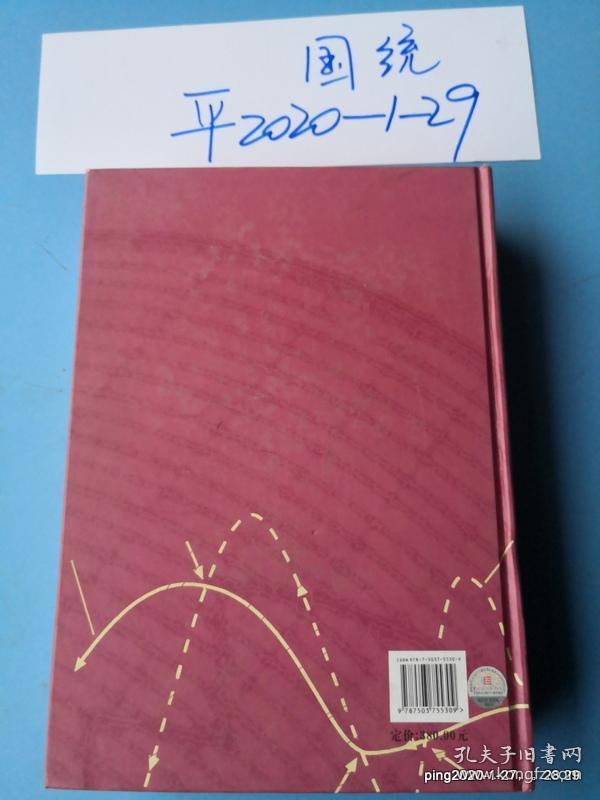 国统
平2020-1-29
ISBN 978-7-5037-5530-9
9 787503 755309 >
定价:380.00元
孔夫子旧書网
ping2020-1-27、、28.29